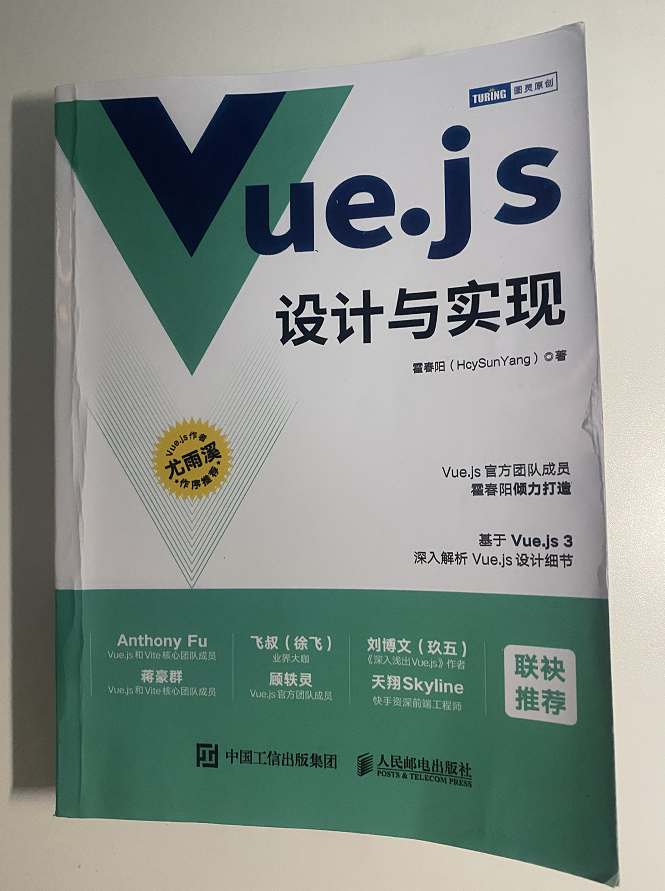 TURING 图灵原创
Vue.js
设计与实现
霍春阳（HcySunYang）◎著
Vue.js作者
尤雨溪
作序推荐
Vue.js 官方团队成员
霍春阳倾力打造
基于 Vue.js 3
深入解析 Vue.js 设计细节
Anthony Fu
Vue.js 和 Vite 核心团队成员
蒋豪群
Vue.js 和 Vite 核心团队成员
飞叔（徐飞）
业界大咖
顾轶灵
Vue.js 官方团队成员
刘博文（玖五）
《深入浅出Vue.js》作者
天翔Skyline
快手资深前端工程师
联袂
推荐
中国工信出版集团
人民邮电出版社
POSTS & TELECOM PRESS